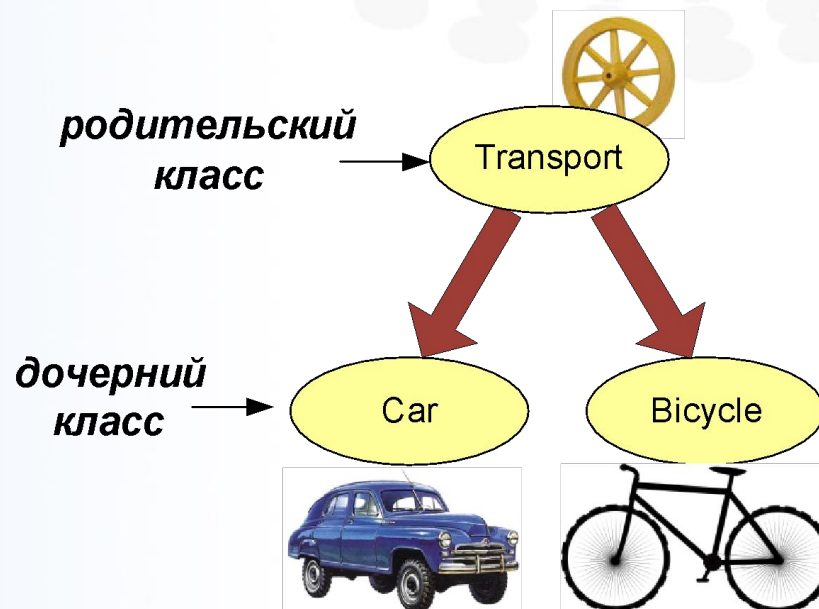 родительский
класс
Transport
дочерний
класс
Car
Bicycle